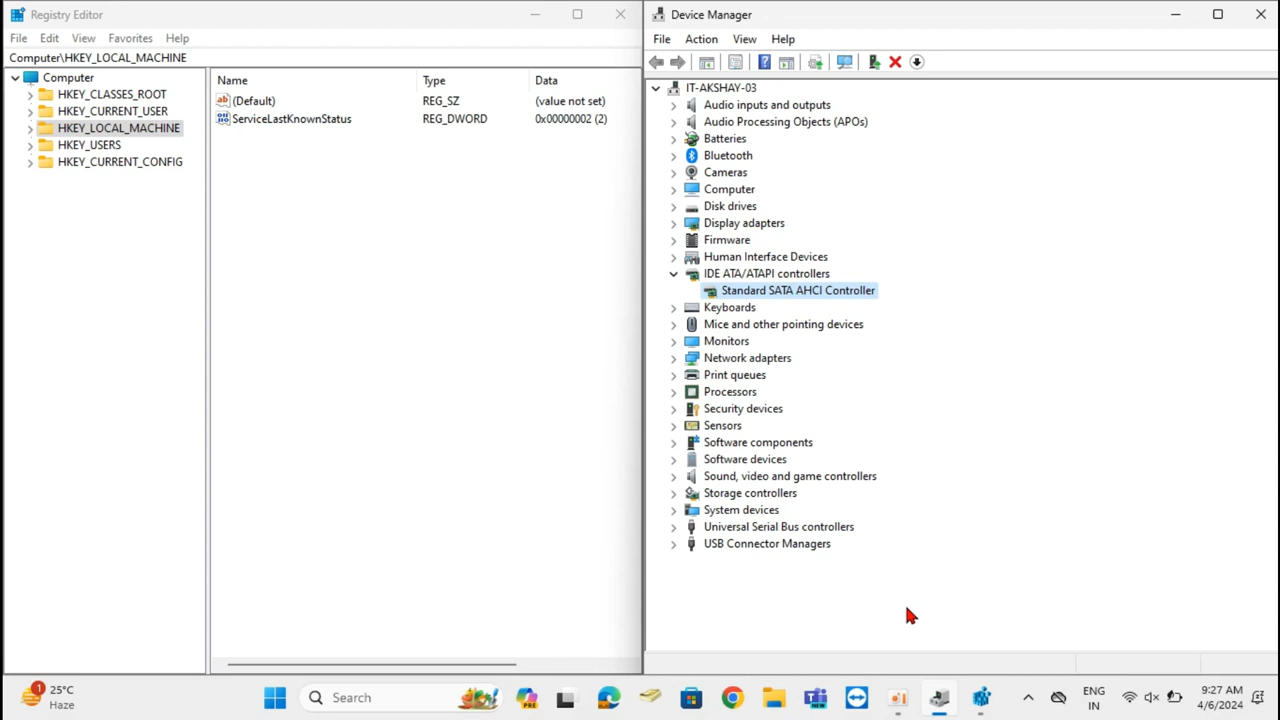 Registry Editor
File Edit View Favorites Help
Computer\HKEY_LOCAL_MACHINE
Computer
HKEY_CLASSES_ROOT
HKEY_CURRENT_USER
HKEY_LOCAL_MACHINE
HKEY_USERS
HKEY_CURRENT_CONFIG
Name Type Data
(Default) REG_SZ (value not set)
ServiceLastKnownStatus REG_DWORD 0x00000002 (2)
Device Manager
File Action View Help
IT-AKSHAY-03
Audio inputs and outputs
Audio Processing Objects (APOs)
Batteries
Bluetooth
Cameras
Computer
Disk drives
Display adapters
Firmware
Human Interface Devices
IDE ATA/ATAPI controllers
Standard SATA AHCI Controller
Keyboards
Mice and other pointing devices
Monitors
Network adapters
Print queues
Processors
Security devices
Sensors
Software components
Software devices
Sound, video and game controllers
Storage controllers
System devices
Universal Serial Bus controllers
USB Connector Managers
1
25°C
Haze
Search
PRE
NEW
ENG
IN
9:27 AM
4/6/2024